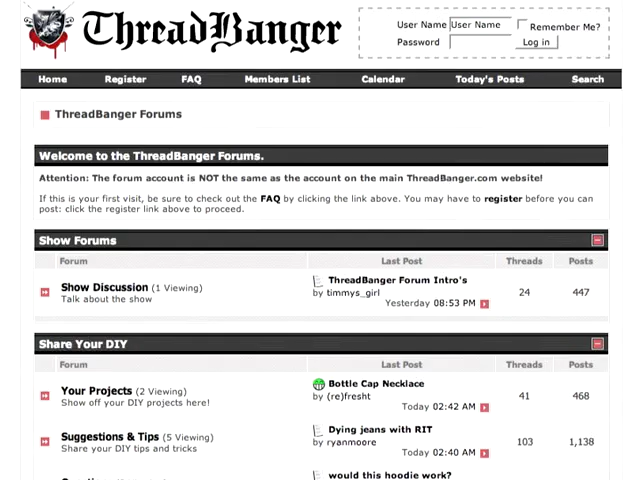 ThreadBanger
User Name User Name Remember Me?
Password Log in
Home Register FAQ Members List Calendar Today's Posts Search
ThreadBanger Forums
Welcome to the ThreadBanger Forums.
Attention: The forum account is NOT the same as the account on the main ThreadBanger.com website!
If this is your first visit, be sure to check out the FAQ by clicking the link above. You may have to register before you can
post: click the register link above to proceed.
Show Forums
Forum Last Post Threads Posts
Show Discussion (1 Viewing) ThreadBanger Forum Intro's
Talk about the show by timmys_girl 24 447
Yesterday 08:53 PM
Share Your DIY
Forum Last Post Threads Posts
Your Projects (2 Viewing) Bottle Cap Necklace
Show off your DIY projects here! by (re)fresht 41 468
Today 02:42 AM
Suggestions & Tips (5 Viewing) Dying jeans with RIT
Share your DIY tips and tricks by ryanmoore 103 1,138
Today 02:40 AM
would this hoodie work?